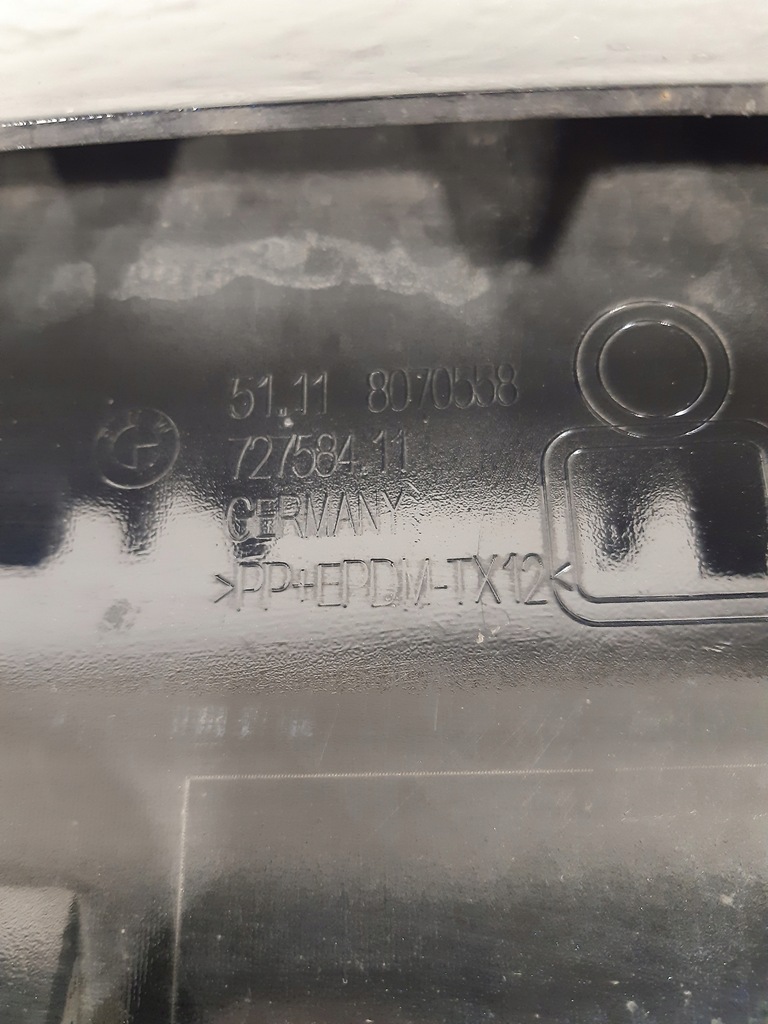 51.11 8070558
727584.11
GERMANY
>PP+EPDM-TX12<